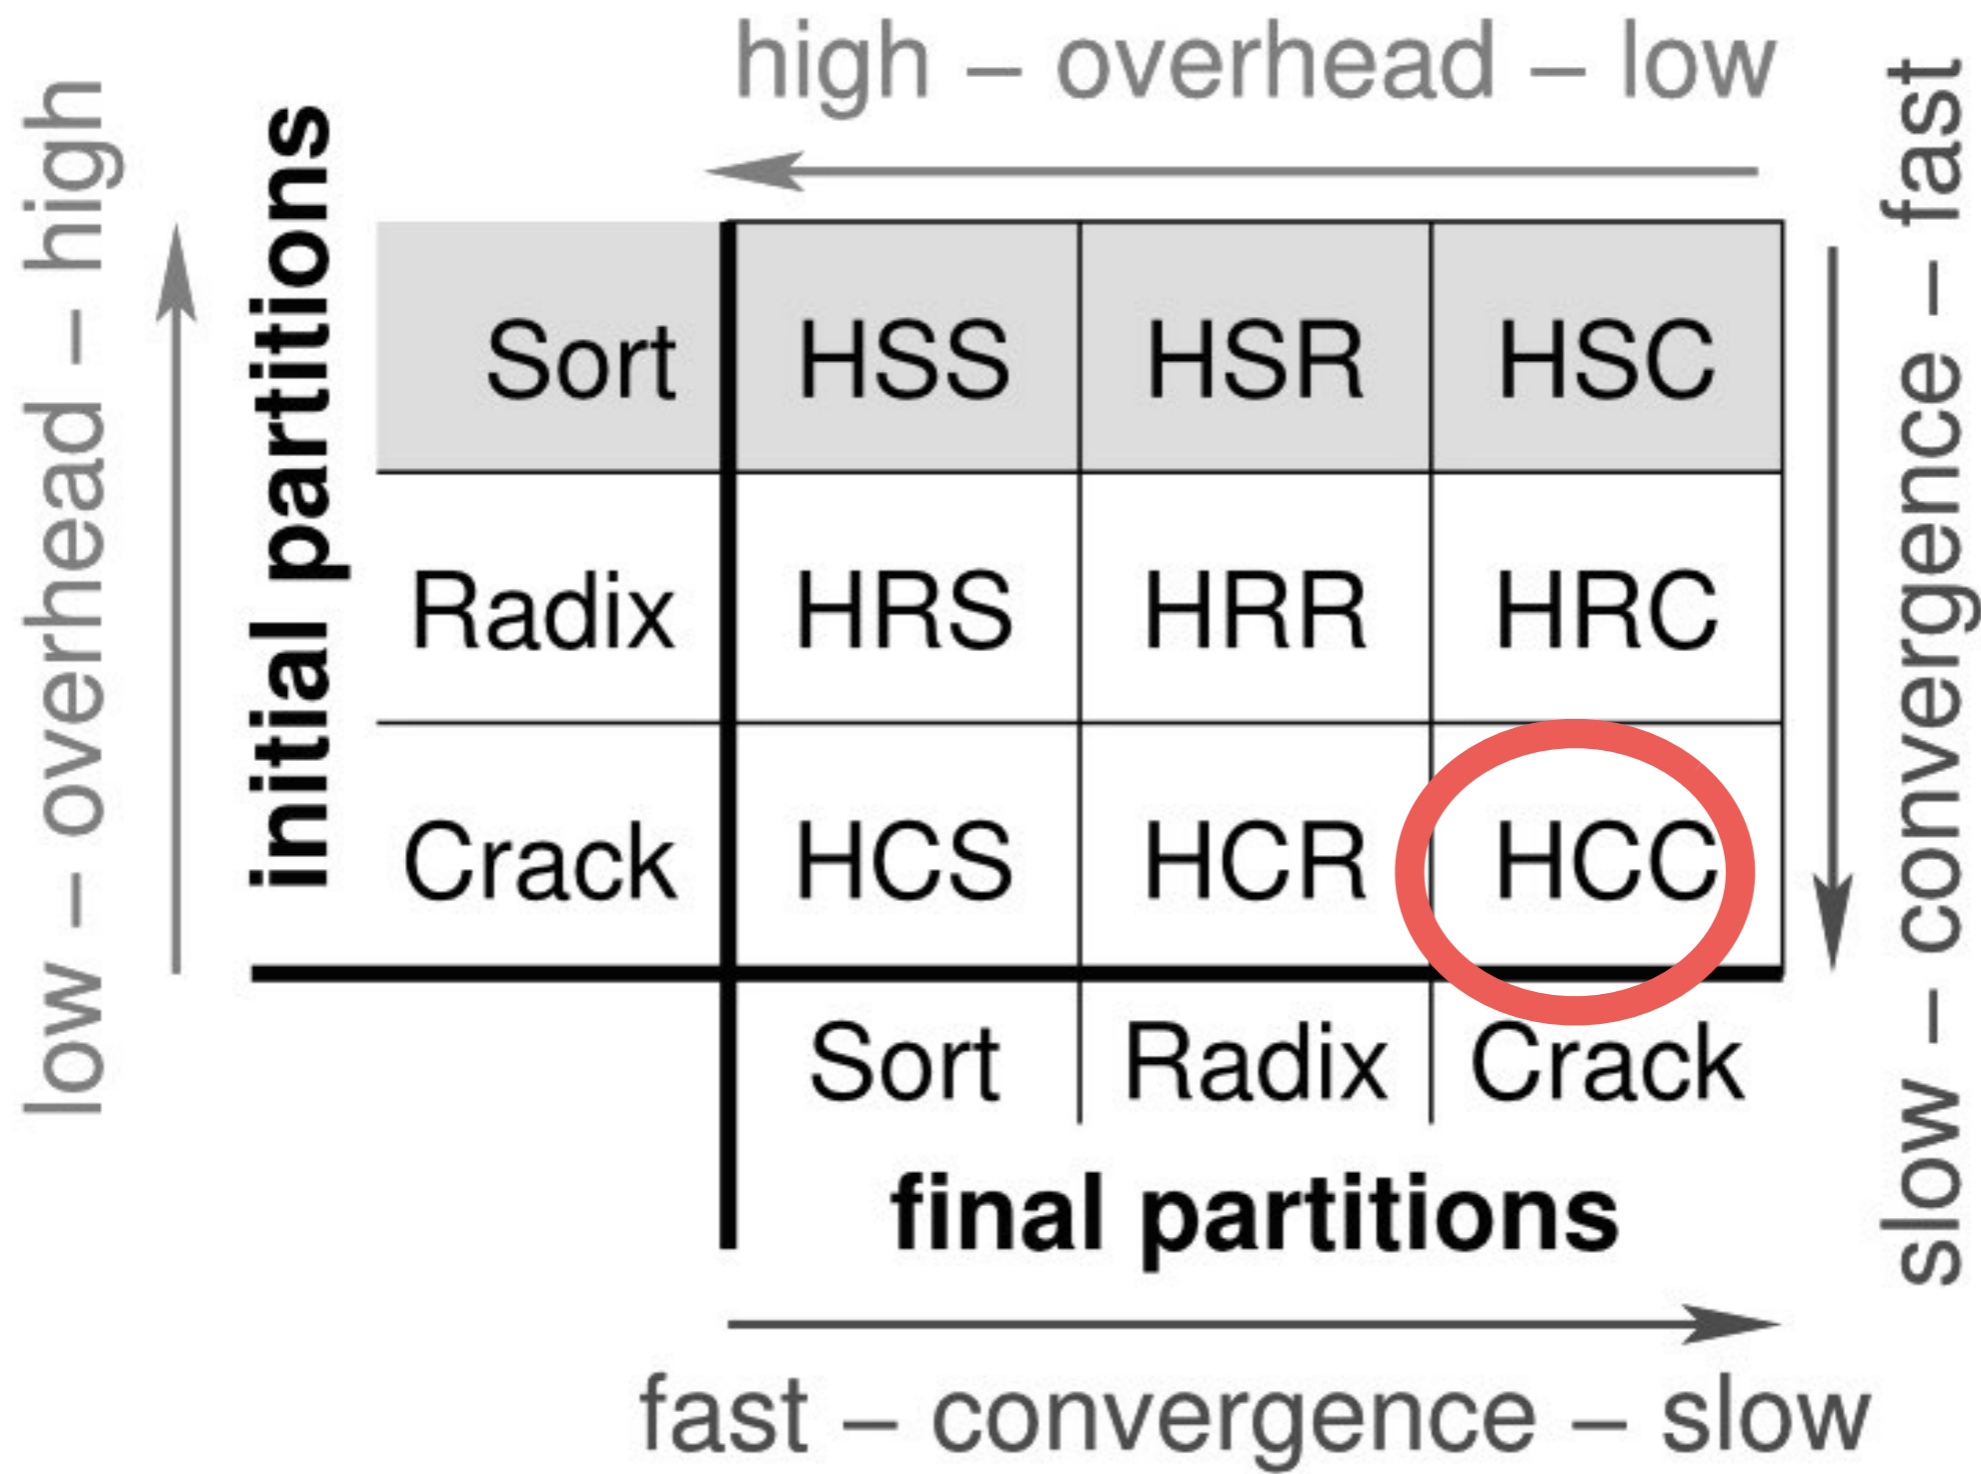 high – overhead – low
low – overhead – high
initial partitions
slow – convergence – fast
Sort HSS HSR HSC
Radix HRS HRR HRC
Crack HCS HCR HCC
Sort Radix Crack
final partitions
fast – convergence – slow